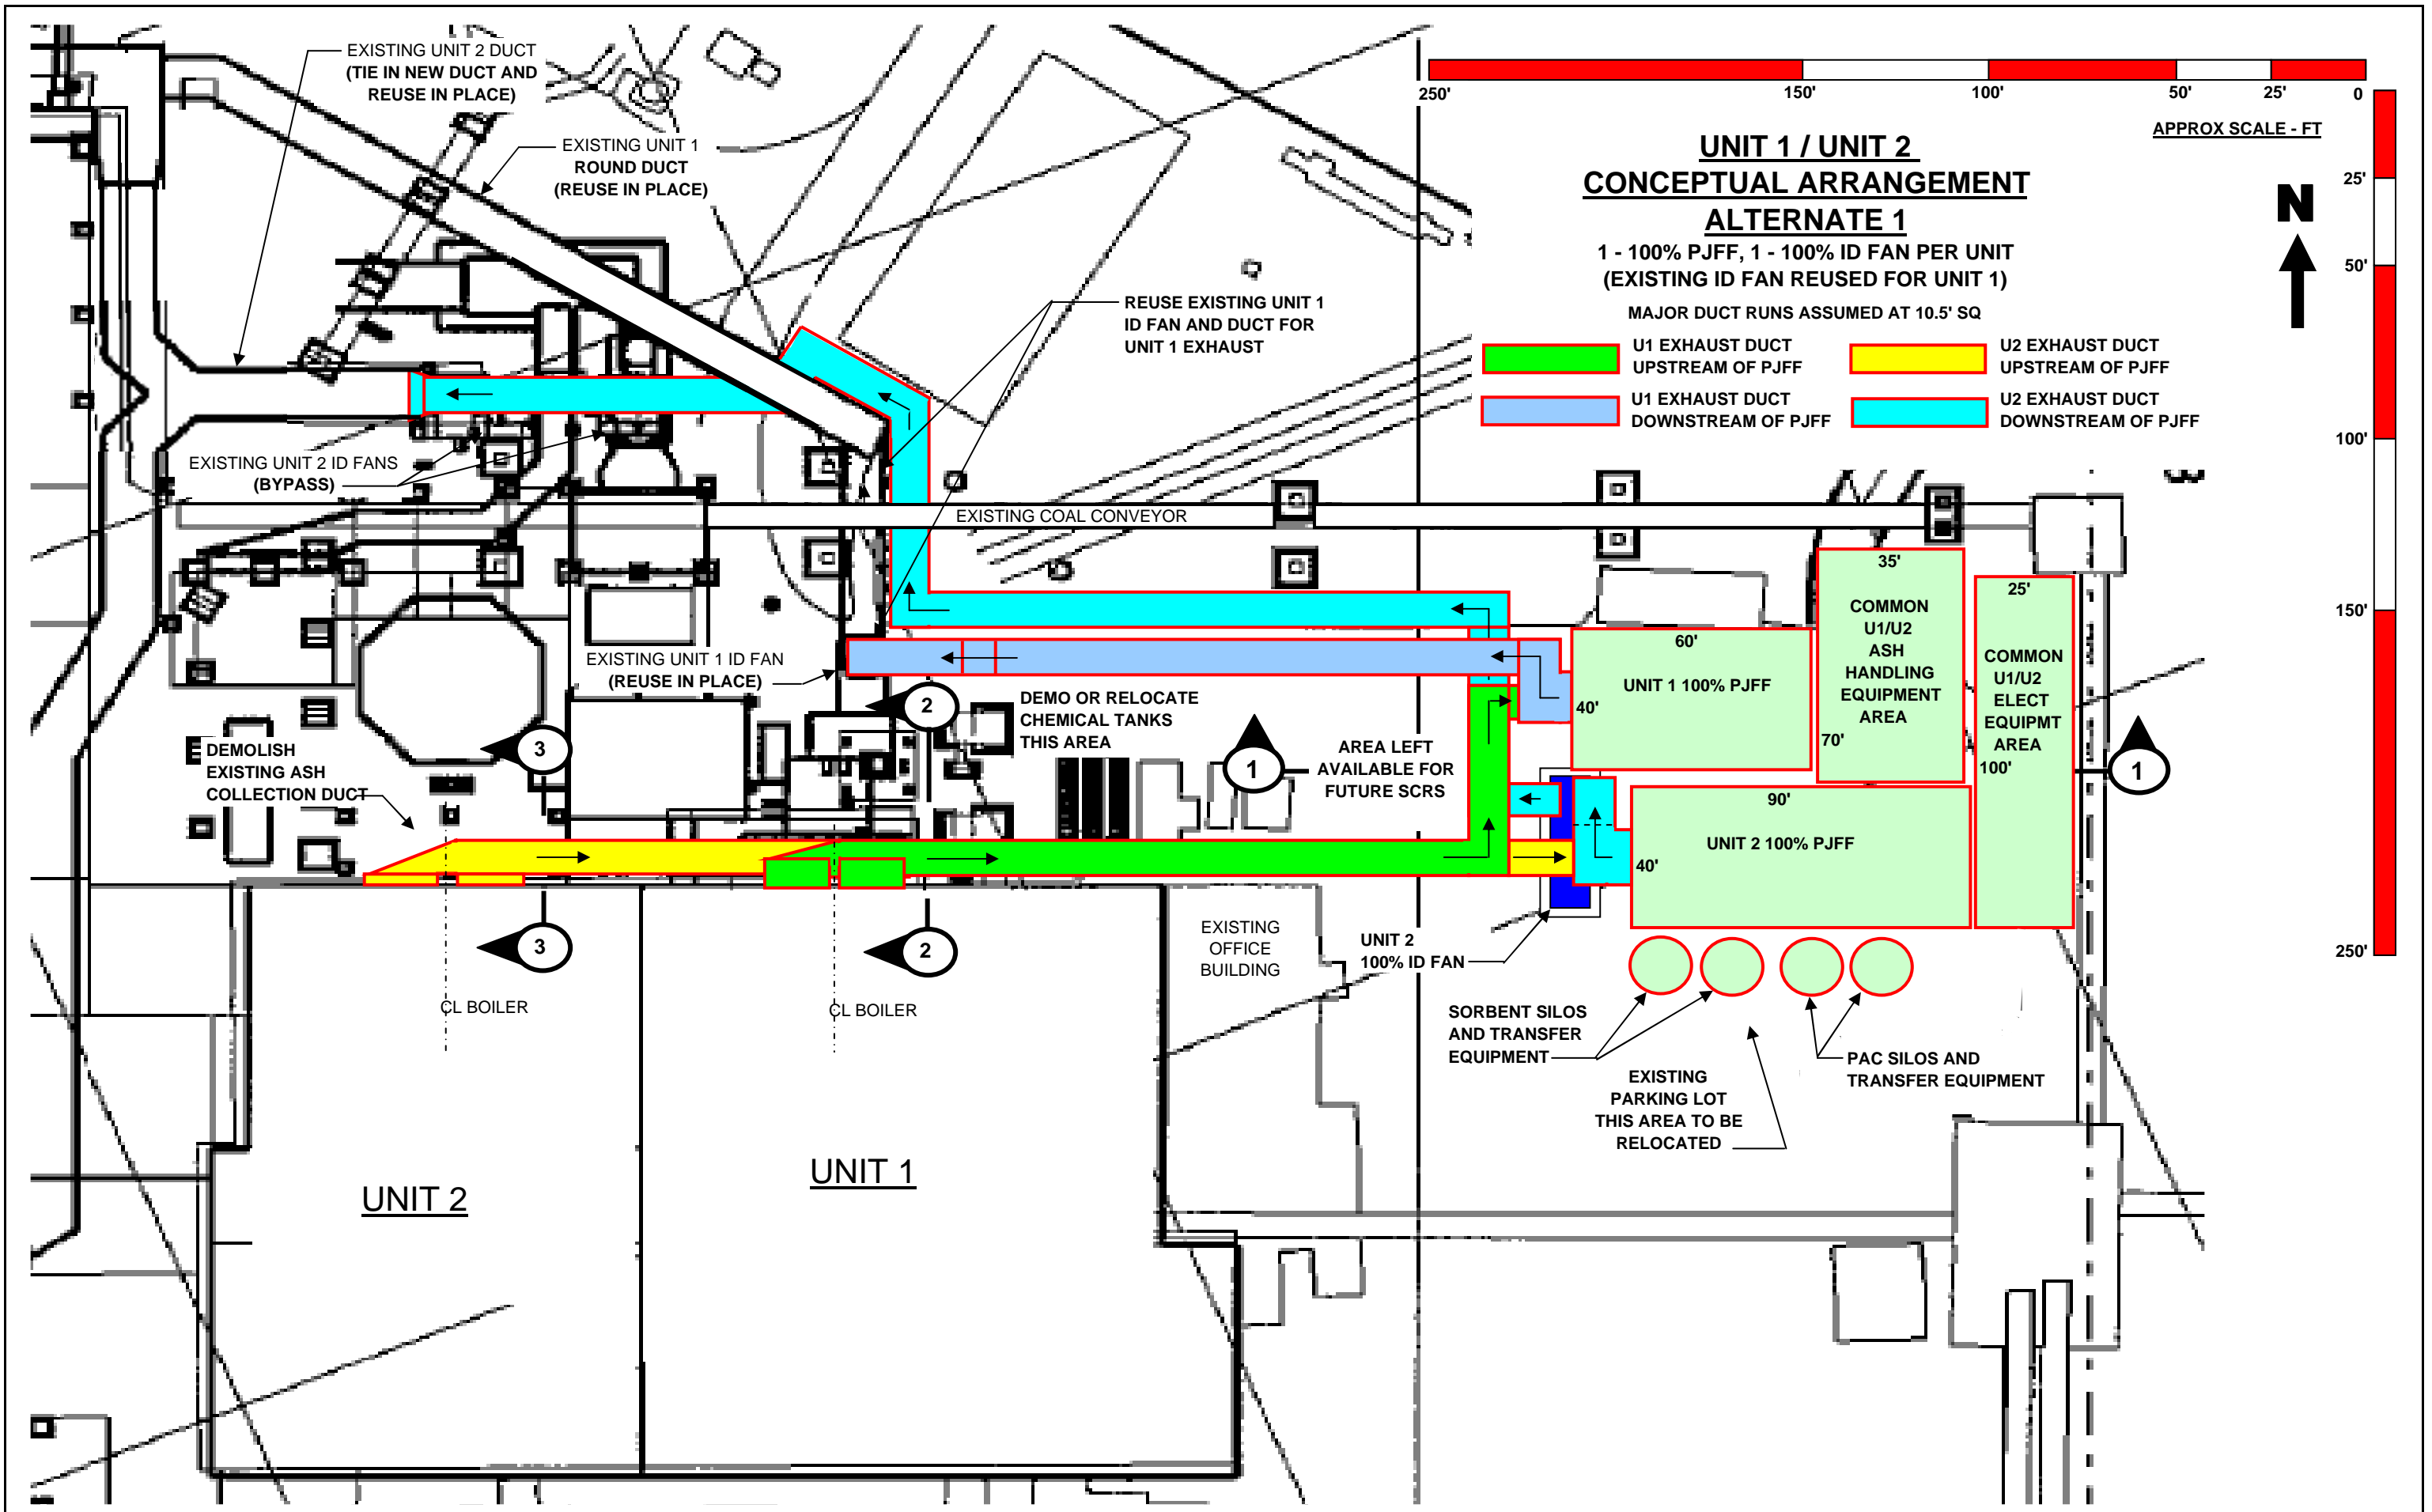 EXISTING UNIT 2 DUCT
(TIE IN NEW DUCT AND
REUSE IN PLACE)
EXISTING UNIT 1
ROUND DUCT
(REUSE IN PLACE)
250'
150'
100'
50'
25'
0
APPROX SCALE - FT
25'
50'
100'
150'
250'
N
UNIT 1 / UNIT 2
CONCEPTUAL ARRANGEMENT
ALTERNATE 1
1 - 100% PJFF, 1 - 100% ID FAN PER UNIT
(EXISTING ID FAN REUSED FOR UNIT 1)
MAJOR DUCT RUNS ASSUMED AT 10.5' SQ
U1 EXHAUST DUCT
UPSTREAM OF PJFF
U2 EXHAUST DUCT
UPSTREAM OF PJFF
U1 EXHAUST DUCT
DOWNSTREAM OF PJFF
U2 EXHAUST DUCT
DOWNSTREAM OF PJFF
REUSE EXISTING UNIT 1
ID FAN AND DUCT FOR
UNIT 1 EXHAUST
EXISTING UNIT 2 ID FANS
(BYPASS)
EXISTING COAL CONVEYOR
EXISTING UNIT 1 ID FAN
(REUSE IN PLACE)
DEMO OR RELOCATE
CHEMICAL TANKS
THIS AREA
AREA LEFT
AVAILABLE FOR
FUTURE SCRS
DEMOLISH
EXISTING ASH
COLLECTION DUCT
60'
UNIT 1 100% PJFF
40'
35'
COMMON
U1/U2
ASH
HANDLING
EQUIPMENT
AREA
70'
25'
COMMON
U1/U2
ELECT
EQUIPMT
AREA
100'
90'
UNIT 2 100% PJFF
40'
1
1
2
2
3
3
CL BOILER
CL BOILER
EXISTING
OFFICE
BUILDING
UNIT 2
100% ID FAN
SORBENT SILOS
AND TRANSFER
EQUIPMENT
PAC SILOS AND
TRANSFER EQUIPMENT
EXISTING
PARKING LOT
THIS AREA TO BE
RELOCATED
UNIT 2
UNIT 1